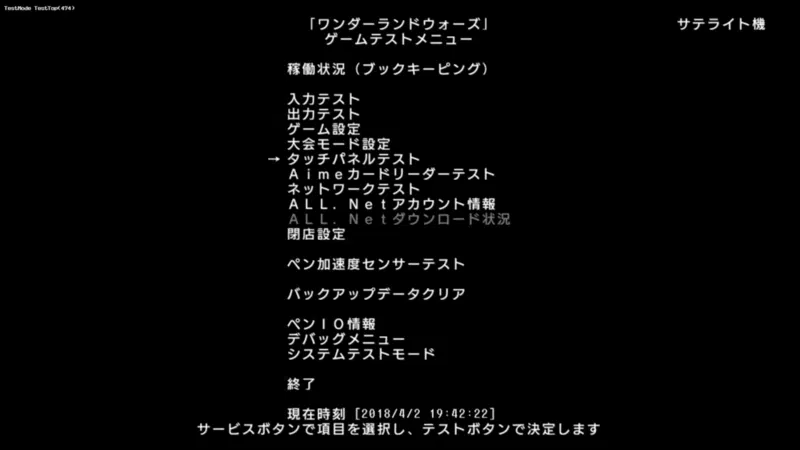 TestMode TestTop(474)
「ワンダーランドウォーズ」
サテライト機
ゲームテストメニュー
稼働状況（ブックキーピング）
入力テスト
出力テスト
ゲーム設定
大会モード設定
→ タッチパネルテスト
Ａｉｍｅカードリーダーテスト
ネットワークテスト
ＡＬＬ．Ｎｅｔアカウント情報
ＡＬＬ．Ｎｅｔダウンロード状況
閉店設定
ペン加速度センサーテスト
バックアップデータクリア
ペンＩＯ情報
デバッグメニュー
システムテストモード
終了
現在時刻 [2018/4/2 19:42:22]
サービスボタンで項目を選択し、テストボタンで決定します